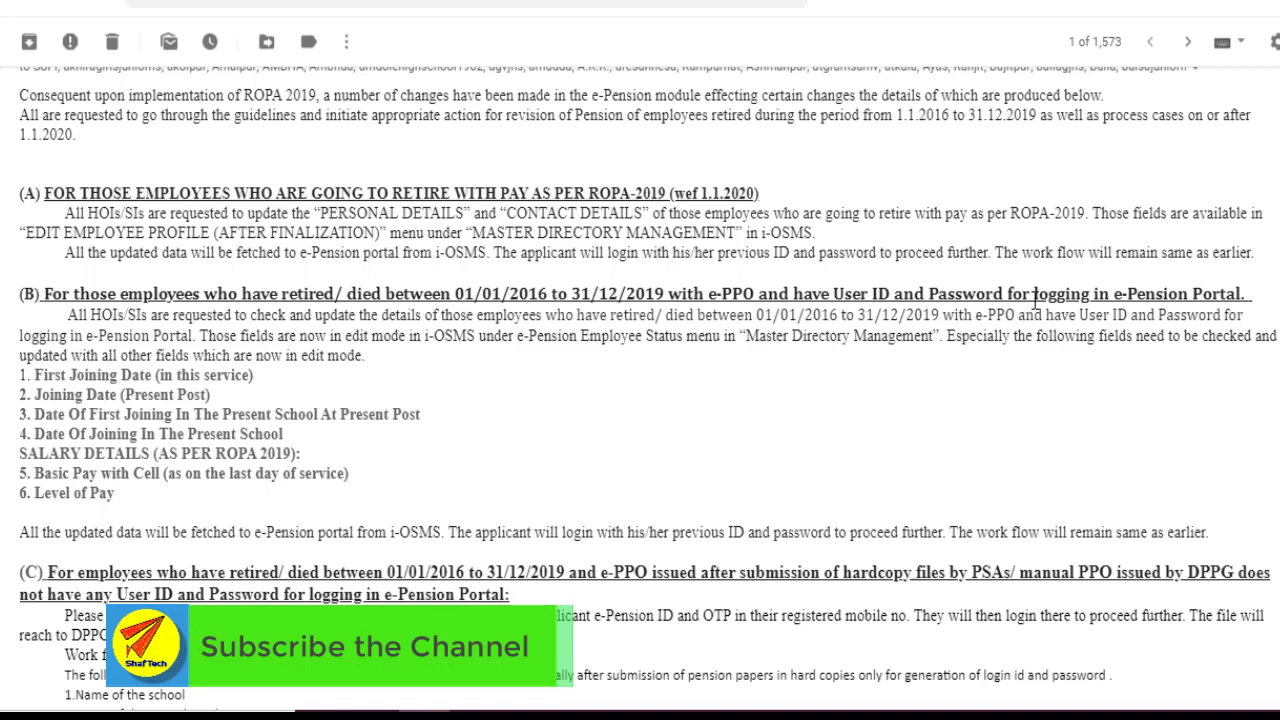 1 of 1,573
Consequent upon implementation of ROPA 2019, a number of changes have been made in the e-Pension module effecting certain changes the details of which are produced below.
All are requested to go through the guidelines and initiate appropriate action for revision of Pension of employees retired during the period from 1.1.2016 to 31.12.2019 as well as process cases on or after
1.1.2020.
(A) FOR THOSE EMPLOYEES WHO ARE GOING TO RETIRE WITH PAY AS PER ROPA-2019 (wef 1.1.2020)
All HOIs/SIs are requested to update the “PERSONAL DETAILS” and “CONTACT DETAILS” of those employees who are going to retire with pay as per ROPA-2019. Those fields are available in
“EDIT EMPLOYEE PROFILE (AFTER FINALIZATION)” menu under “MASTER DIRECTORY MANAGEMENT” in i-OSMS.
All the updated data will be fetched to e-Pension portal from i-OSMS. The applicant will login with his/her previous ID and password to proceed further. The work flow will remain same as earlier.
(B) For those employees who have retired/ died between 01/01/2016 to 31/12/2019 with e-PPO and have User ID and Password for logging in e-Pension Portal.
All HOIs/SIs are requested to check and update the details of those employees who have retired/ died between 01/01/2016 to 31/12/2019 with e-PPO and have User ID and Password for
logging in e-Pension Portal. Those fields are now in edit mode in i-OSMS under e-Pension Employee Status menu in “Master Directory Management”. Especially the following fields need to be checked and
updated with all other fields which are now in edit mode.
1. First Joining Date (in this service)
2. Joining Date (Present Post)
3. Date Of First Joining In The Present School At Present Post
4. Date Of Joining In The Present School
SALARY DETAILS (AS PER ROPA 2019):
5. Basic Pay with Cell (as on the last day of service)
6. Level of Pay
All the updated data will be fetched to e-Pension portal from i-OSMS. The applicant will login with his/her previous ID and password to proceed further. The work flow will remain same as earlier.
(C) For employees who have retired/ died between 01/01/2016 to 31/12/2019 and e-PPO issued after submission of hardcopy files by PSAs/ manual PPO issued by DPPG does
not have any User ID and Password for logging in e-Pension Portal:
Please e-Pension ID and OTP in their registered mobile no. They will then login there to proceed further. The file will
reach to
Work
The after submission of pension papers in hard copies only for generation of login id and password .
1.Name of the school
ShafTech
Subscribe the Channel